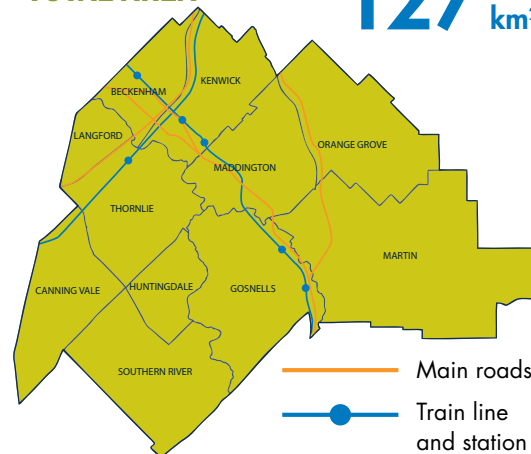 127 km²
KENWICK
BECKENHAM
LANGFORD
ORANGE GROVE
MADDINGTON
THORNLIE
MARTIN
CANNING VALE
HUNTINGDALE
GOSNELLS
SOUTHERN RIVER
Main roads
Train line
and station